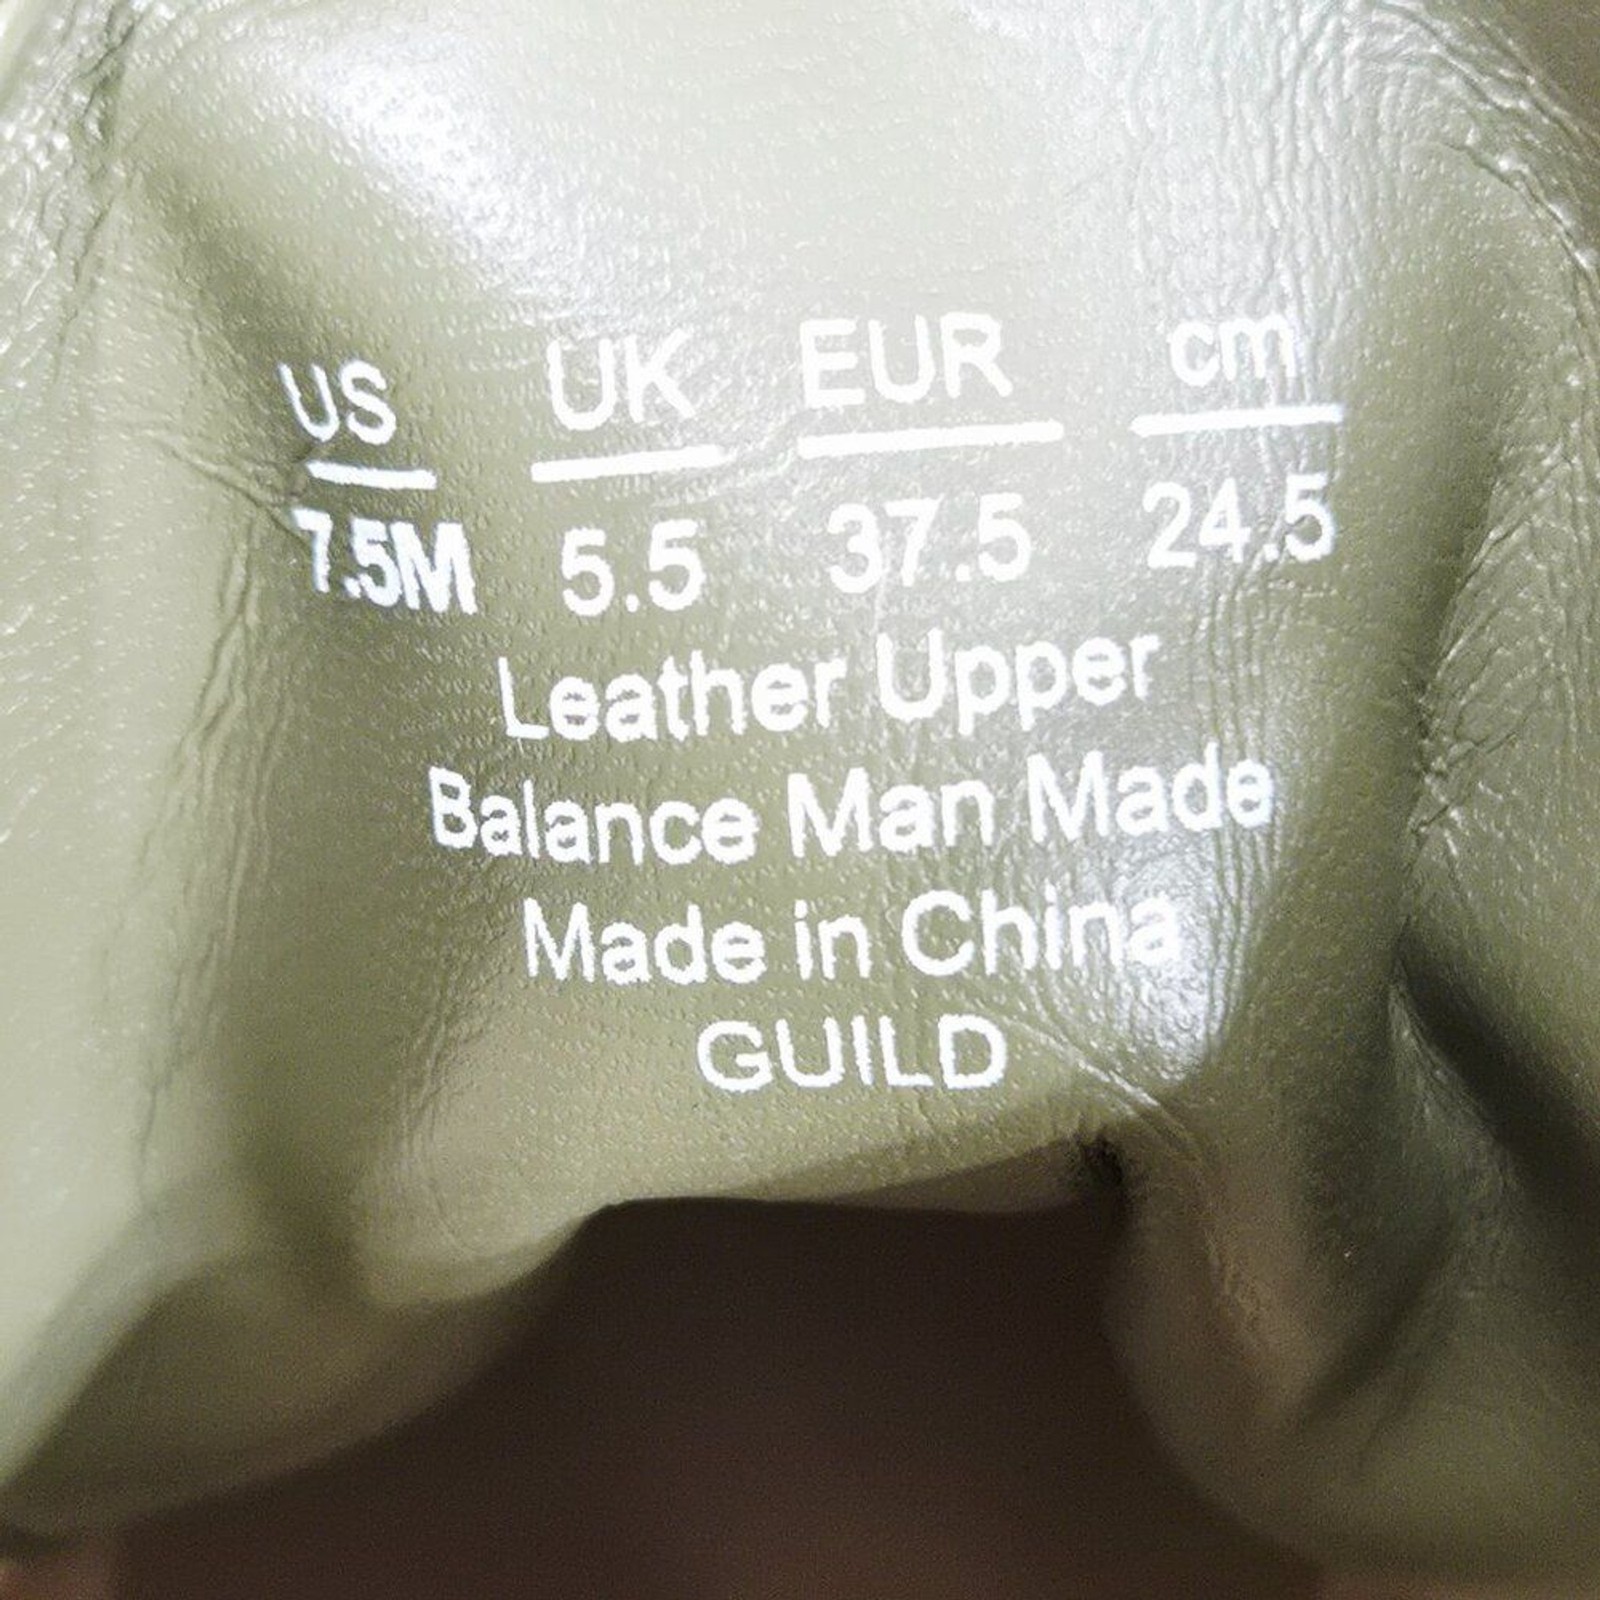 US UK EUR cm
7.5M 5.5 37.5 24.5
Leather Upper
Balance Man Made
Made in China
GUILD